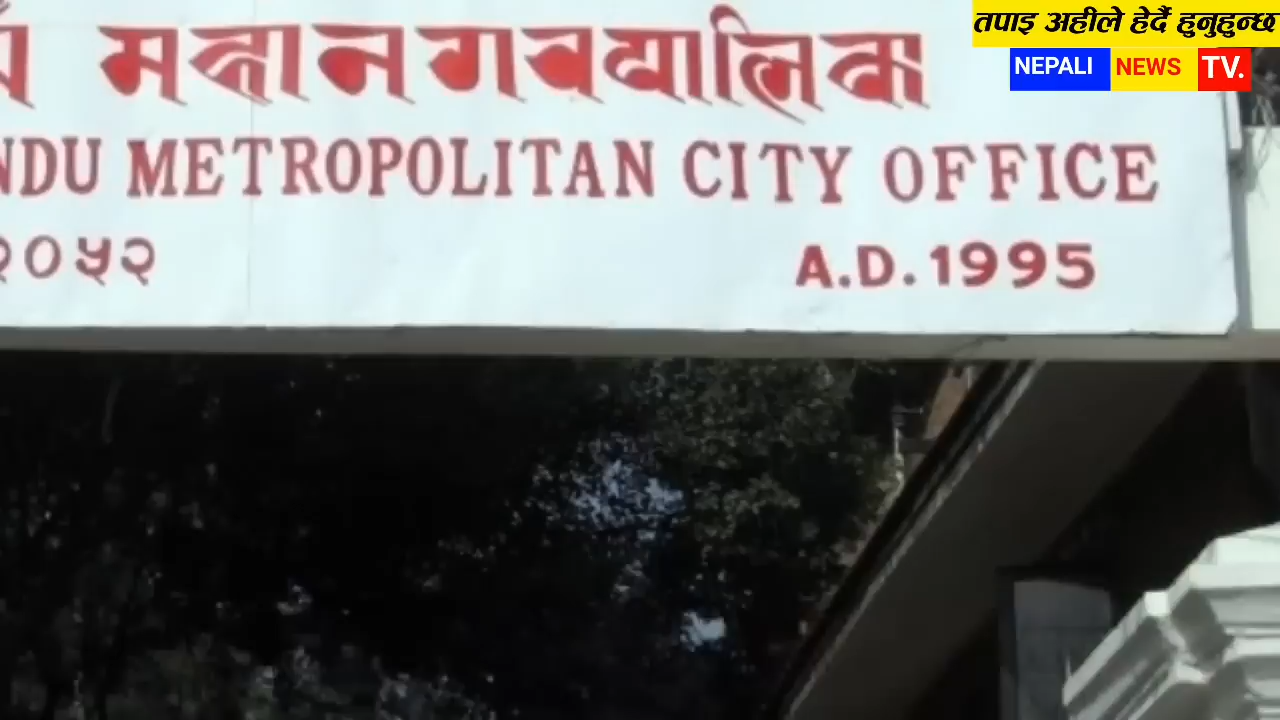 तपाइ अहीले हेर्दै हुनुहुन्छ
NEPALI NEWS TV.
महानगरपालिका
NDU METROPOLITAN CITY OFFICE
२०५२
A.D. 1995